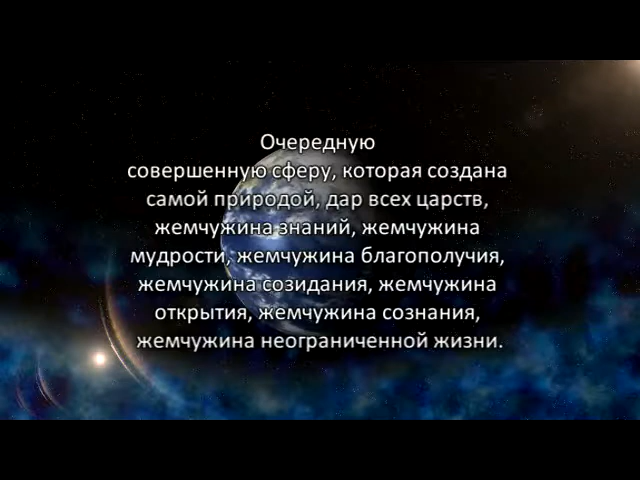 Очередную
совершенную сферу, которая создана
самой природой, дар всех царств,
жемчужина знаний, жемчужина
мудрости, жемчужина благополучия,
жемчужина созидания, жемчужина
открытия, жемчужина сознания,
жемчужина неограниченной жизни.